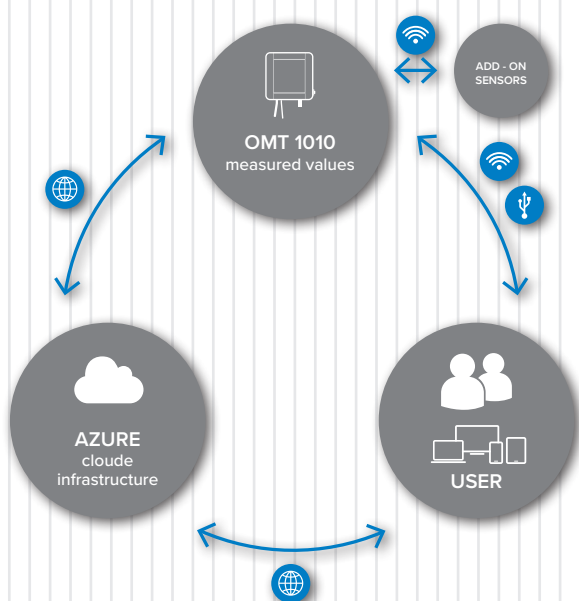 ADD - ON
SENSORS
OMT 1010
measured values
AZURE
cloude
infrastructure
USER